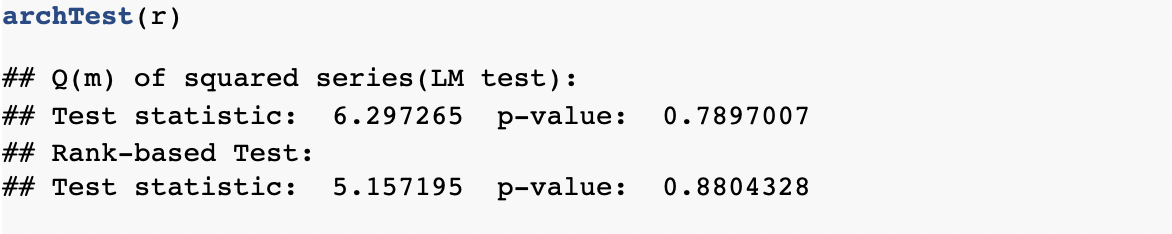 archTest(r)
## Q(m) of squared series(LM test):
## Test statistic:  6.297265  p-value:  0.7897007
## Rank-based Test:
## Test statistic:  5.157195  p-value:  0.8804328